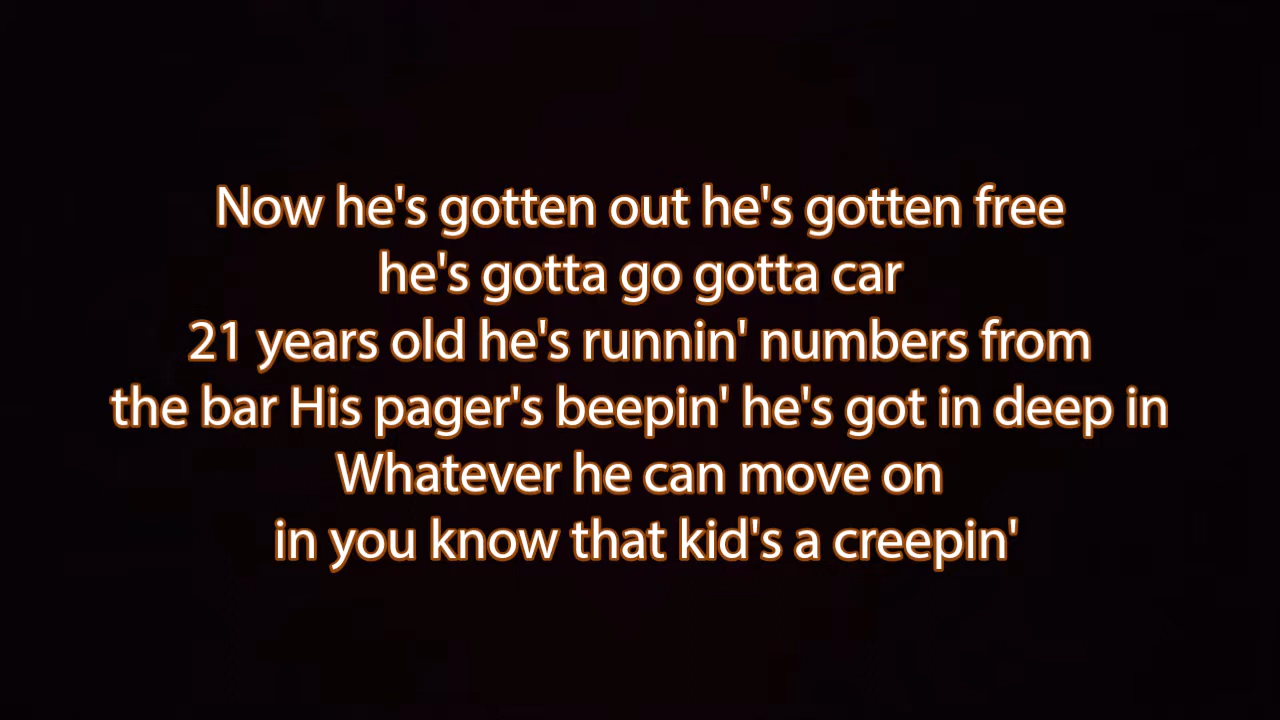 Now he's gotten out he's gotten free
he's gotta go gotta car
21 years old he's runnin' numbers from
the bar His pager's beepin' he's got in deep in
Whatever he can move on
in you know that kid's a creepin'